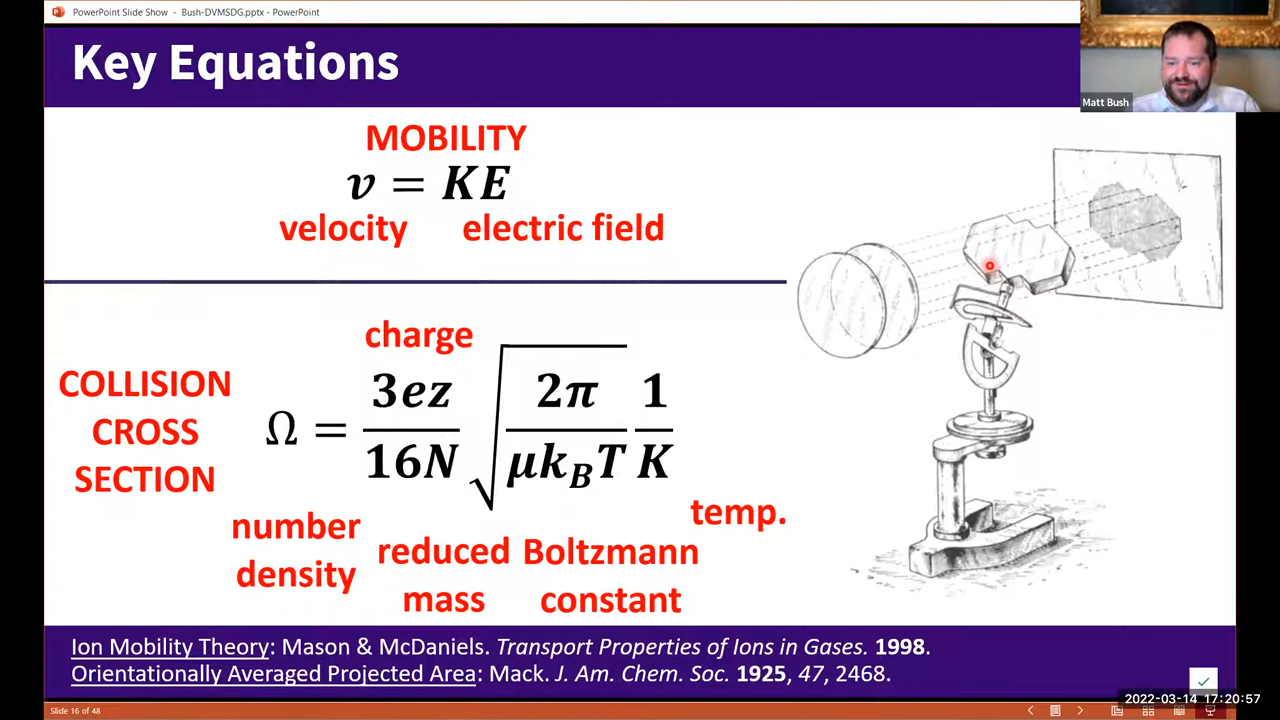 PowerPoint Slide Show - Bush-DVMSDG.pptx - PowerPoint
Key Equations
Matt Bush
MOBILITY
v = KE
velocity electric field
charge
COLLISION
CROSS
SECTION
Ω = 3ez/16N √(2π/μk_BT) 1/K
number
density
reduced
mass
Boltzmann
constant
temp.
Ion Mobility Theory: Mason & McDaniels. Transport Properties of Ions in Gases. 1998.
Orientationally Averaged Projected Area: Mack. J. Am. Chem. Soc. 1925, 47, 2468.
2022-03-14 17:20:57
Slide 16 of 48